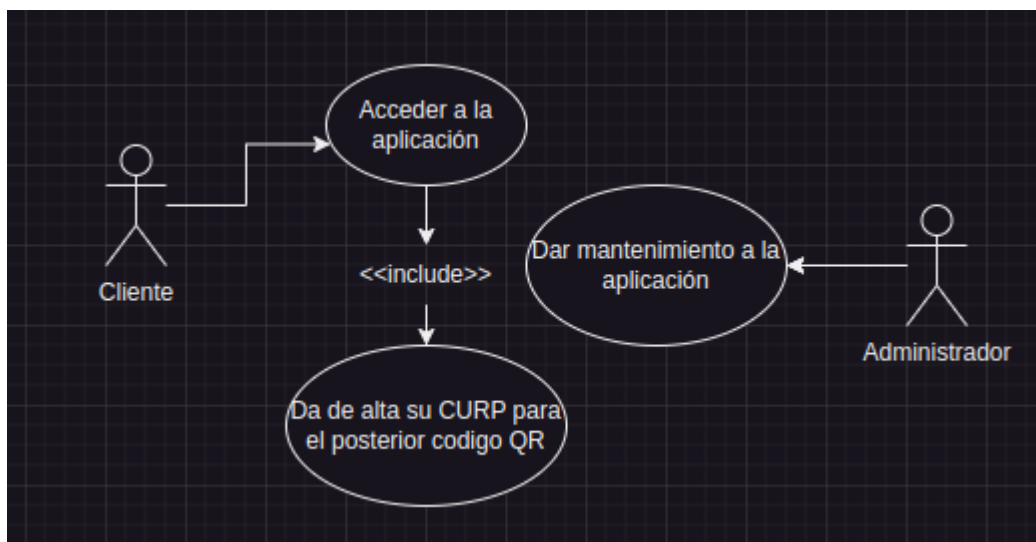 Acceder a la
aplicación
Cliente
<<include>>
Dar mantenimiento a la
aplicación
Administrador
Da de alta su CURP para
el posterior codigo QR